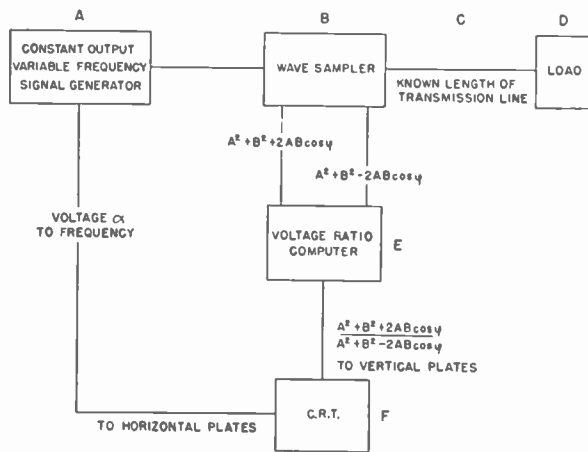 A
B
C
D
CONSTANT OUTPUT
VARIABLE FREQUENCY
SIGNAL GENERATOR
WAVE SAMPLER
LOAD
KNOWN LENGTH OF
TRANSMISSION LINE
A² + B² + 2ABcosψ
A² + B² - 2ABcosψ
VOLTAGE α
TO FREQUENCY
VOLTAGE RATIO
COMPUTER
E
A² + B² + 2ABcosψ
A² + B² - 2ABcosψ
TO VERTICAL PLATES
C.R.T.
F
TO HORIZONTAL PLATES